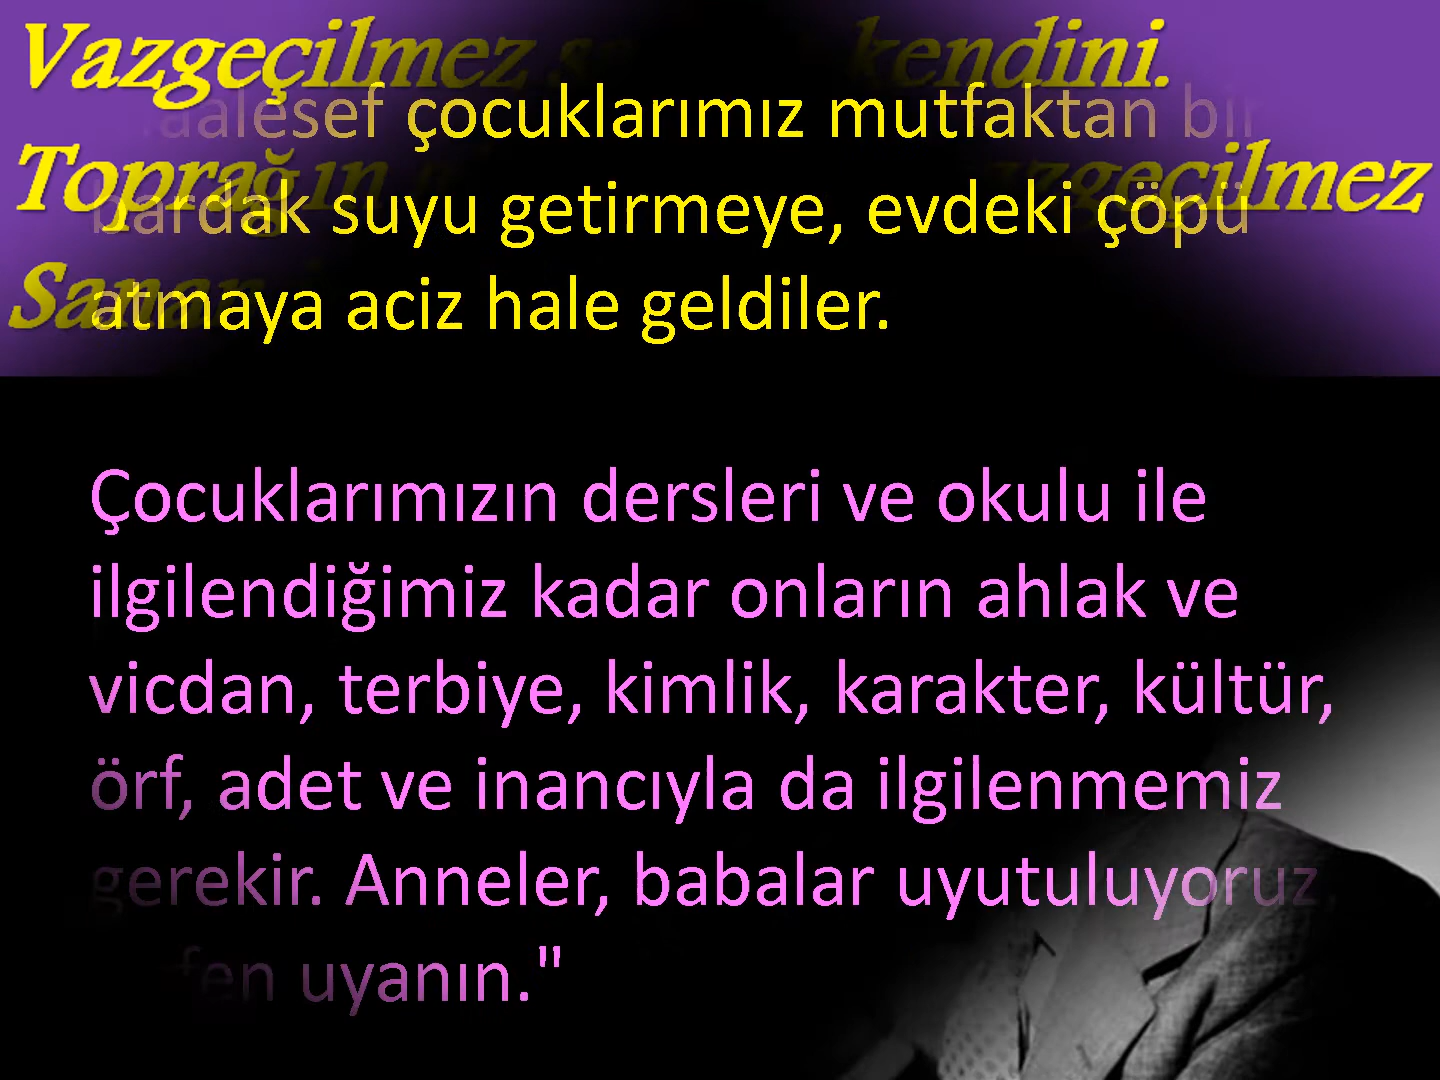 Vazgeçilmez kendini.
çocuklarımız mutfaktan bir
Toprağın vazgeçilmez
bardak suyu getirmeye, evdeki çöpü
atmaya aciz hale geldiler.
Çocuklarımızın dersleri ve okulu ile
ilgilendiğimiz kadar onların ahlak ve
vicdan, terbiye, kimlik, karakter, kültür,
örf, adet ve inancıyla da ilgilenmemiz
gerekir. Anneler, babalar uyutuluyoruz,
uyanın."